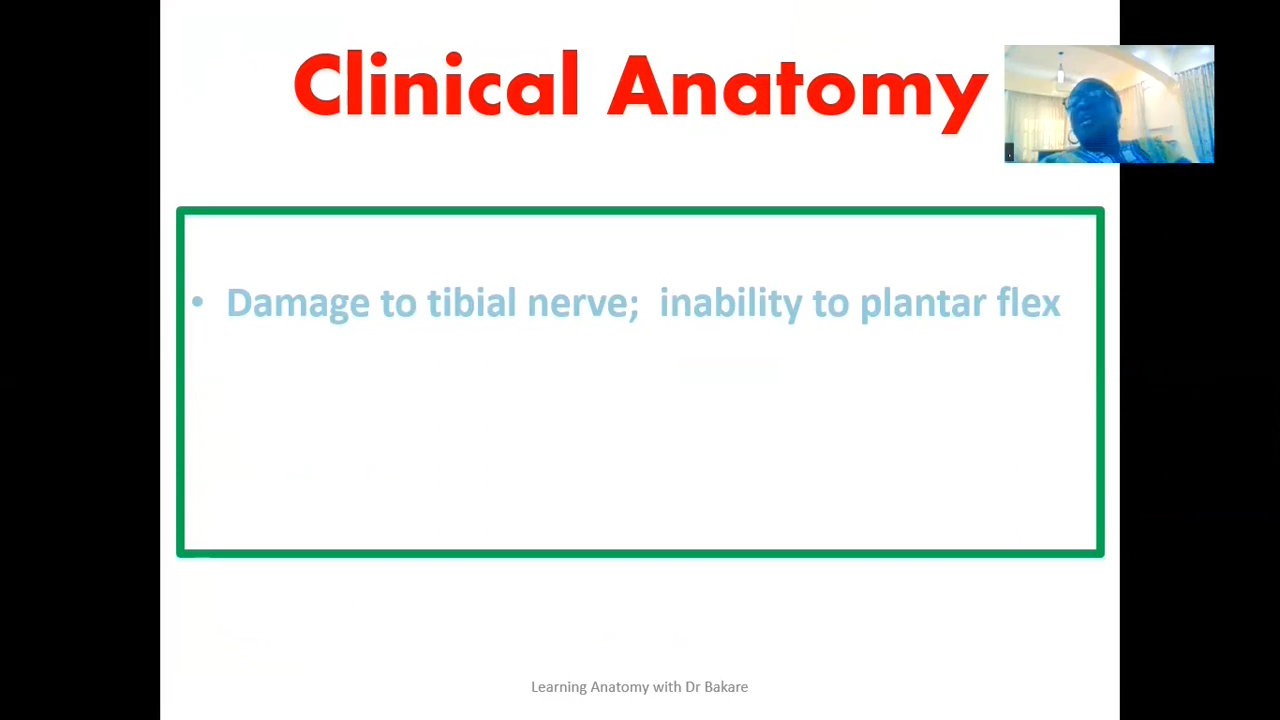 Clinical Anatomy
• Damage to tibial nerve; inability to plantar flex
Learning Anatomy with Dr Bakare